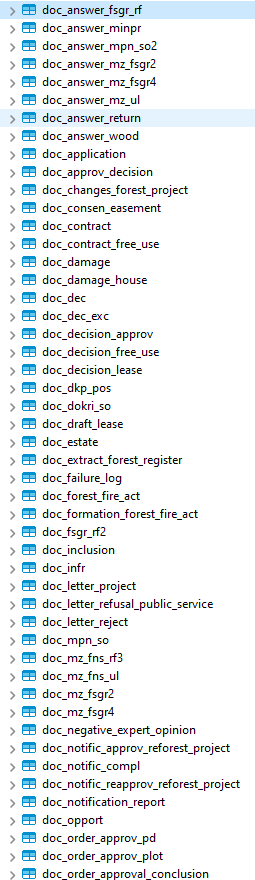 doc_answer_fsgr_rf
doc_answer_minpr
doc_answer_mpn_so2
doc_answer_mz_fsgr2
doc_answer_mz_fsgr4
doc_answer_mz_ul
doc_answer_return
doc_answer_wood
doc_application
doc_approv_decision
doc_changes_forest_project
doc_consen_easement
doc_contract
doc_contract_free_use
doc_damage
doc_damage_house
doc_dec
doc_dec_exc
doc_decision_approv
doc_decision_free_use
doc_decision_lease
doc_dkp_pos
doc_dokri_so
doc_draft_lease
doc_estate
doc_extract_forest_register
doc_failure_log
doc_forest_fire_act
doc_formation_forest_fire_act
doc_fsgr_rf2
doc_inclusion
doc_infr
doc_letter_project
doc_letter_refusal_public_service
doc_letter_reject
doc_mpn_so
doc_mz_fns_rf3
doc_mz_fns_ul
doc_mz_fsgr2
doc_mz_fsgr4
doc_negative_expert_opinion
doc_notific_approv_reforest_project
doc_notific_compl
doc_notific_reapprov_reforest_project
doc_notification_report
doc_opport
doc_order_approv_pd
doc_order_approv_plot
doc_order_approval_conclusion